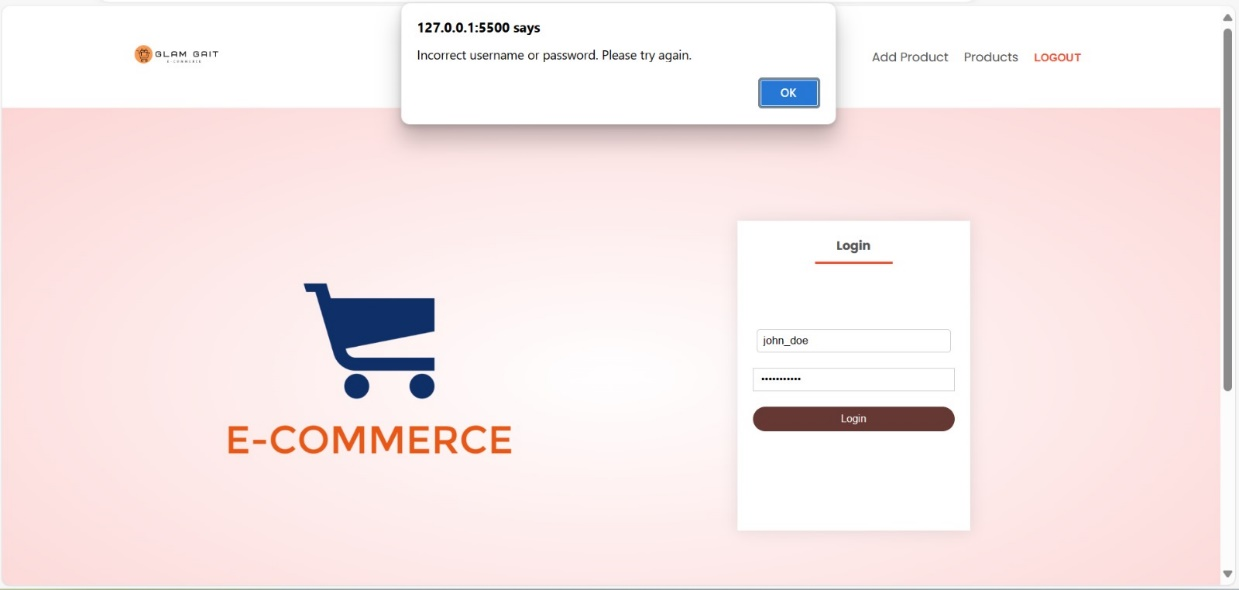 127.0.0.1:5500 says
Incorrect username or password. Please try again.
OK
GLAM GAIT
E-COMMERCE
Add Product Products LOGOUT
Login
john_doe
•••••••••••
Login
E-COMMERCE